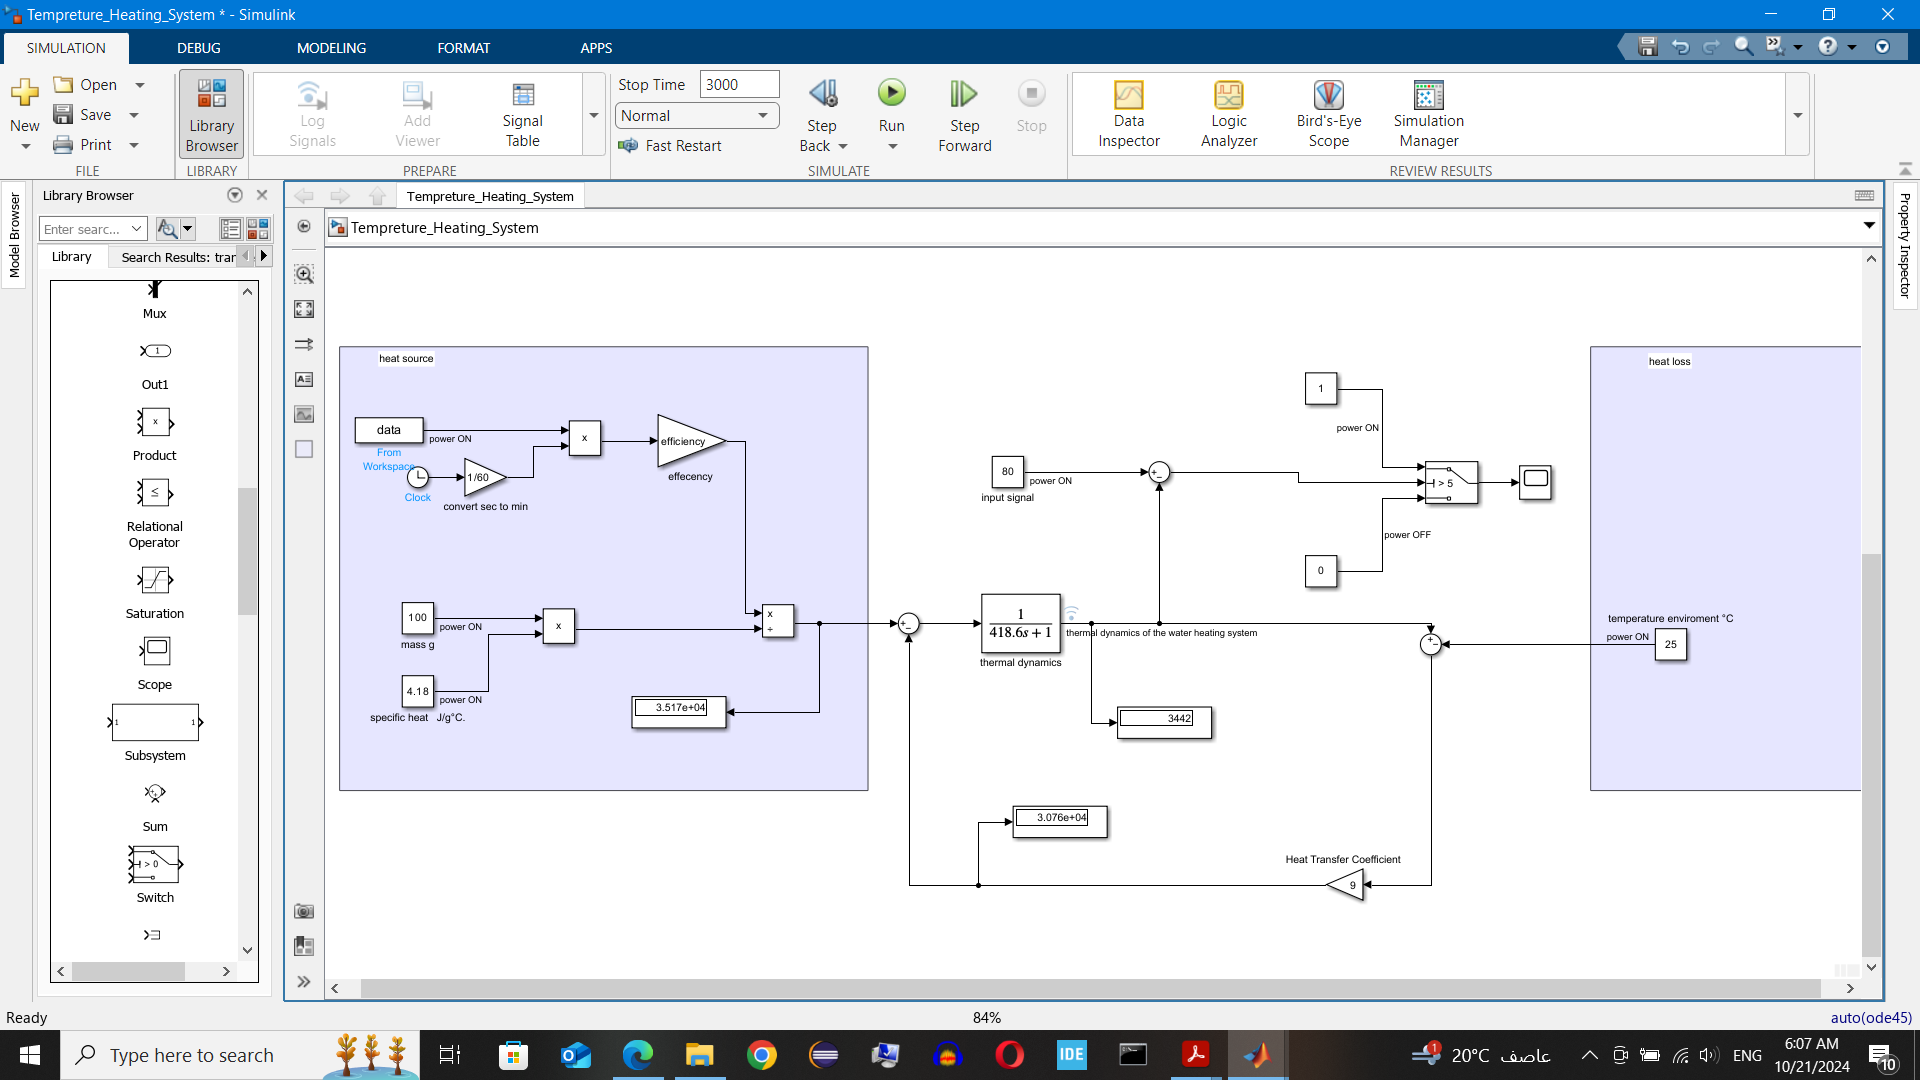 Tempreture_Heating_System * - Simulink
SIMULATION
DEBUG
MODELING
FORMAT
APPS
New
Open
Save
Print
FILE
Library
Browser
LIBRARY
Log
Signals
Add
Viewer
Signal
Table
PREPARE
Stop Time
3000
Normal
Fast Restart
Step
Back
Run
Step
Forward
Stop
SIMULATE
Data
Inspector
Logic
Analyzer
Bird's-Eye
Scope
Simulation
Manager
REVIEW RESULTS
Model Browser
Library Browser
Enter searc...
Library
Search Results: tran
Mux
1
Out1
x
Product
≤
Relational
Operator
Saturation
Scope
1 1
Subsystem
Sum
> 0
Switch
Tempreture_Heating_System
Tempreture_Heating_System
Property Inspector
heat source
data
power ON
From
Workspace
Clock
1/60
convert sec to min
x
efficiency
effecency
100
power ON
mass g
4.18
power ON
specific heat J/g°C.
x
x
÷
3.517e+04
80
power ON
input signal
1
418.6s + 1
thermal dynamics
thermal dynamics of the water heating system
3442
3.076e+04
1
power ON
> 5
power OFF
0
heat loss
temperature enviroment °C
power ON
25
Heat Transfer Coefficient
9
Ready
84%
auto(ode45)
Type here to search
IDE
1
20°C عاصف
ENG
6:07 AM
10/21/2024
10